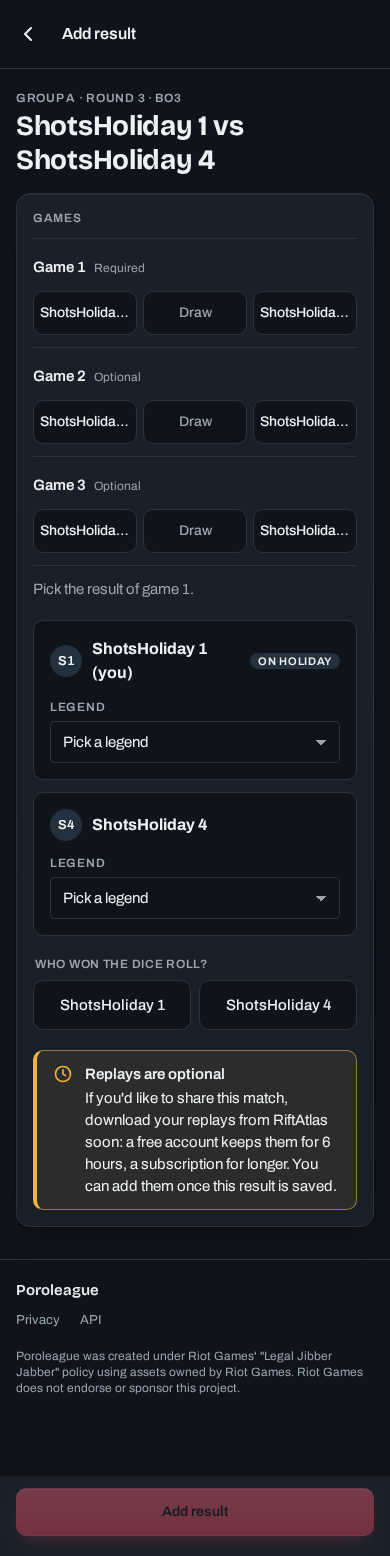 Add result
GROUP A · ROUND 3 · BO3
ShotsHoliday 1 vs
ShotsHoliday 4
GAMES
Game 1 Required
ShotsHolida... Draw ShotsHolida...
Game 2 Optional
ShotsHolida... Draw ShotsHolida...
Game 3 Optional
ShotsHolida... Draw ShotsHolida...
Pick the result of game 1.
S1 ShotsHoliday 1
(you) ON HOLIDAY
LEGEND
Pick a legend
S4 ShotsHoliday 4
LEGEND
Pick a legend
WHO WON THE DICE ROLL?
ShotsHoliday 1 ShotsHoliday 4
Replays are optional
If you'd like to share this match,
download your replays from RiftAtlas
soon: a free account keeps them for 6
hours, a subscription for longer. You
can add them once this result is saved.
Poroleague
Privacy API
Poroleague was created under Riot Games' "Legal Jibber
Jabber" policy using assets owned by Riot Games. Riot Games
does not endorse or sponsor this project.
Add result